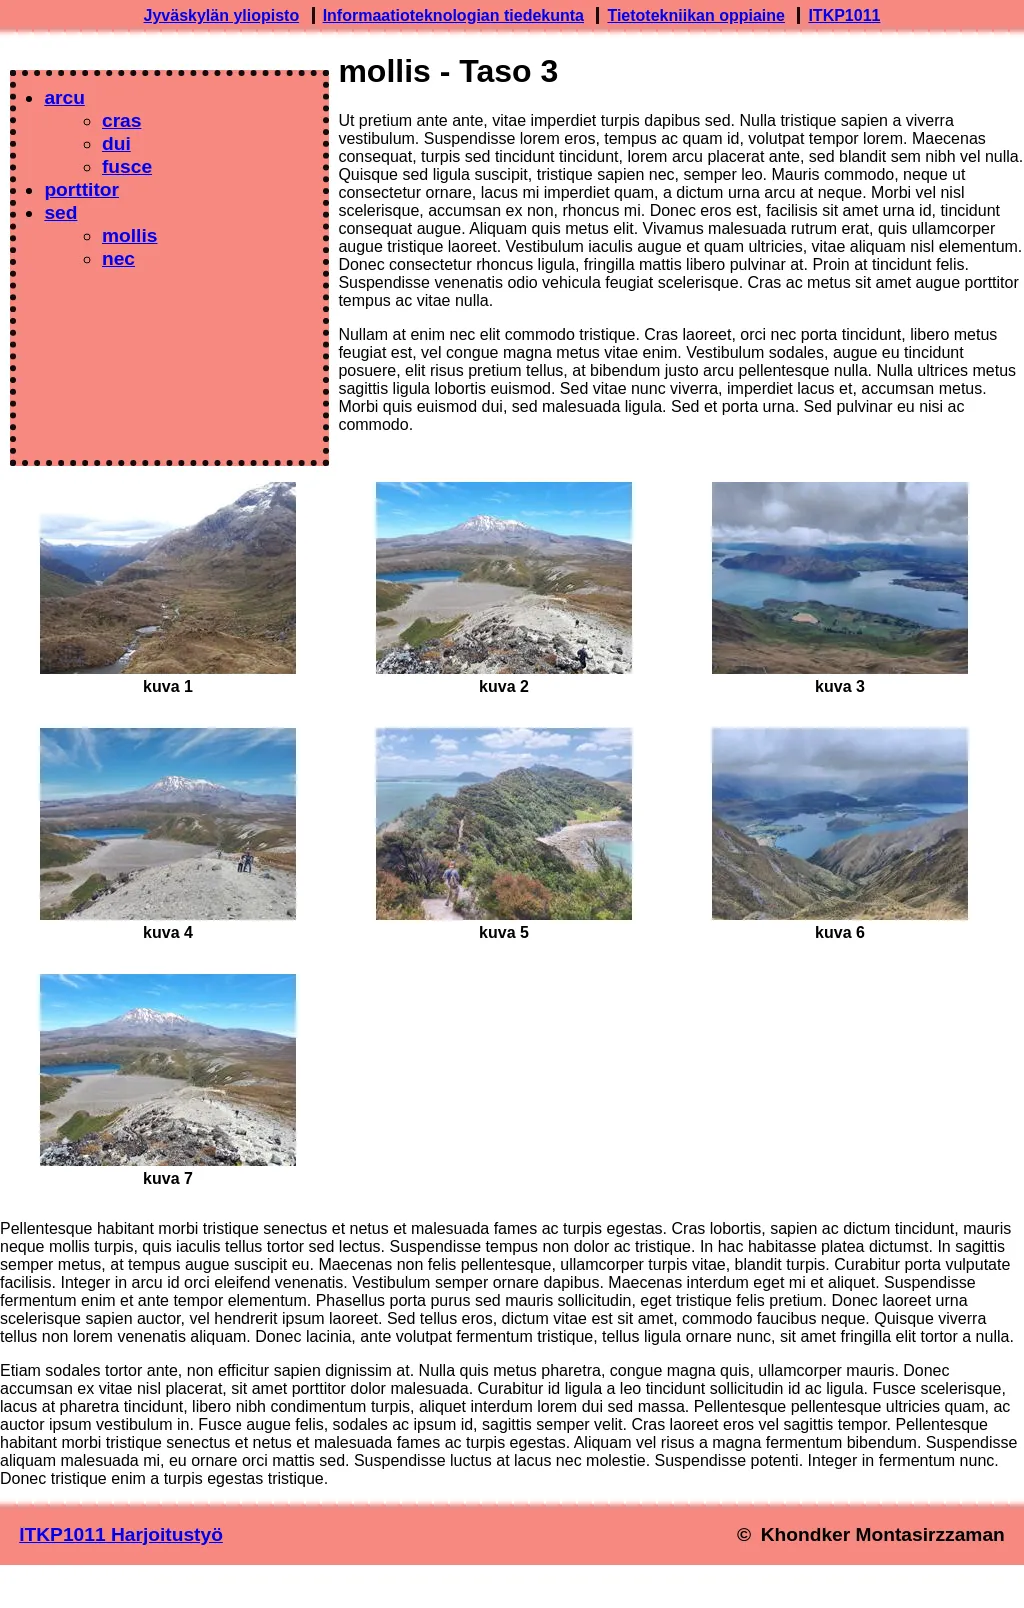 Jyväskylän yliopisto | Informaatioteknologian tiedekunta | Tietotekniikan oppiaine | ITKP1011
arcu
cras
dui
fusce
porttitor
sed
mollis
nec
mollis - Taso 3
Ut pretium ante ante, vitae imperdiet turpis dapibus sed. Nulla tristique sapien a viverra
vestibulum. Suspendisse lorem eros, tempus ac quam id, volutpat tempor lorem. Maecenas
consequat, turpis sed tincidunt tincidunt, lorem arcu placerat ante, sed blandit sem nibh vel nulla.
Quisque sed ligula suscipit, tristique sapien nec, semper leo. Mauris commodo, neque ut
consectetur ornare, lacus mi imperdiet quam, a dictum urna arcu at neque. Morbi vel nisl
scelerisque, accumsan ex non, rhoncus mi. Donec eros est, facilisis sit amet urna id, tincidunt
consequat augue. Aliquam quis metus elit. Vivamus malesuada rutrum erat, quis ullamcorper
augue tristique laoreet. Vestibulum iaculis augue et quam ultricies, vitae aliquam nisl elementum.
Donec consectetur rhoncus ligula, fringilla mattis libero pulvinar at. Proin at tincidunt felis.
Suspendisse venenatis odio vehicula feugiat scelerisque. Cras ac metus sit amet augue porttitor
tempus ac vitae nulla.
Nullam at enim nec elit commodo tristique. Cras laoreet, orci nec porta tincidunt, libero metus
feugiat est, vel congue magna metus vitae enim. Vestibulum sodales, augue eu tincidunt
posuere, elit risus pretium tellus, at bibendum justo arcu pellentesque nulla. Nulla ultrices metus
sagittis ligula lobortis euismod. Sed vitae nunc viverra, imperdiet lacus et, accumsan metus.
Morbi quis euismod dui, sed malesuada ligula. Sed et porta urna. Sed pulvinar eu nisi ac
commodo.
kuva 1
kuva 2
kuva 3
kuva 4
kuva 5
kuva 6
kuva 7
Pellentesque habitant morbi tristique senectus et netus et malesuada fames ac turpis egestas. Cras lobortis, sapien ac dictum tincidunt, mauris
neque mollis turpis, quis iaculis tellus tortor sed lectus. Suspendisse tempus non dolor ac tristique. In hac habitasse platea dictumst. In sagittis
semper metus, at tempus augue suscipit eu. Maecenas non felis pellentesque, ullamcorper turpis vitae, blandit turpis. Curabitur porta vulputate
facilisis. Integer in arcu id orci eleifend venenatis. Vestibulum semper ornare dapibus. Maecenas interdum eget mi et aliquet. Suspendisse
fermentum enim et ante tempor elementum. Phasellus porta purus sed mauris sollicitudin, eget tristique felis pretium. Donec laoreet urna
scelerisque sapien auctor, vel hendrerit ipsum laoreet. Sed tellus eros, dictum vitae est sit amet, commodo faucibus neque. Quisque viverra
tellus non lorem venenatis aliquam. Donec lacinia, ante volutpat fermentum tristique, tellus ligula ornare nunc, sit amet fringilla elit tortor a nulla.
Etiam sodales tortor ante, non efficitur sapien dignissim at. Nulla quis metus pharetra, congue magna quis, ullamcorper mauris. Donec
accumsan ex vitae nisl placerat, sit amet porttitor dolor malesuada. Curabitur id ligula a leo tincidunt sollicitudin id ac ligula. Fusce scelerisque,
lacus at pharetra tincidunt, libero nibh condimentum turpis, aliquet interdum lorem dui sed massa. Pellentesque pellentesque ultricies quam, ac
auctor ipsum vestibulum in. Fusce augue felis, sodales ac ipsum id, sagittis semper velit. Cras laoreet eros vel sagittis tempor. Pellentesque
habitant morbi tristique senectus et netus et malesuada fames ac turpis egestas. Aliquam vel risus a magna fermentum bibendum. Suspendisse
aliquam malesuada mi, eu ornare orci mattis sed. Suspendisse luctus at lacus nec molestie. Suspendisse potenti. Integer in fermentum nunc.
Donec tristique enim a turpis egestas tristique.
ITKP1011 Harjoitustyö
© Khondker Montasirzzaman